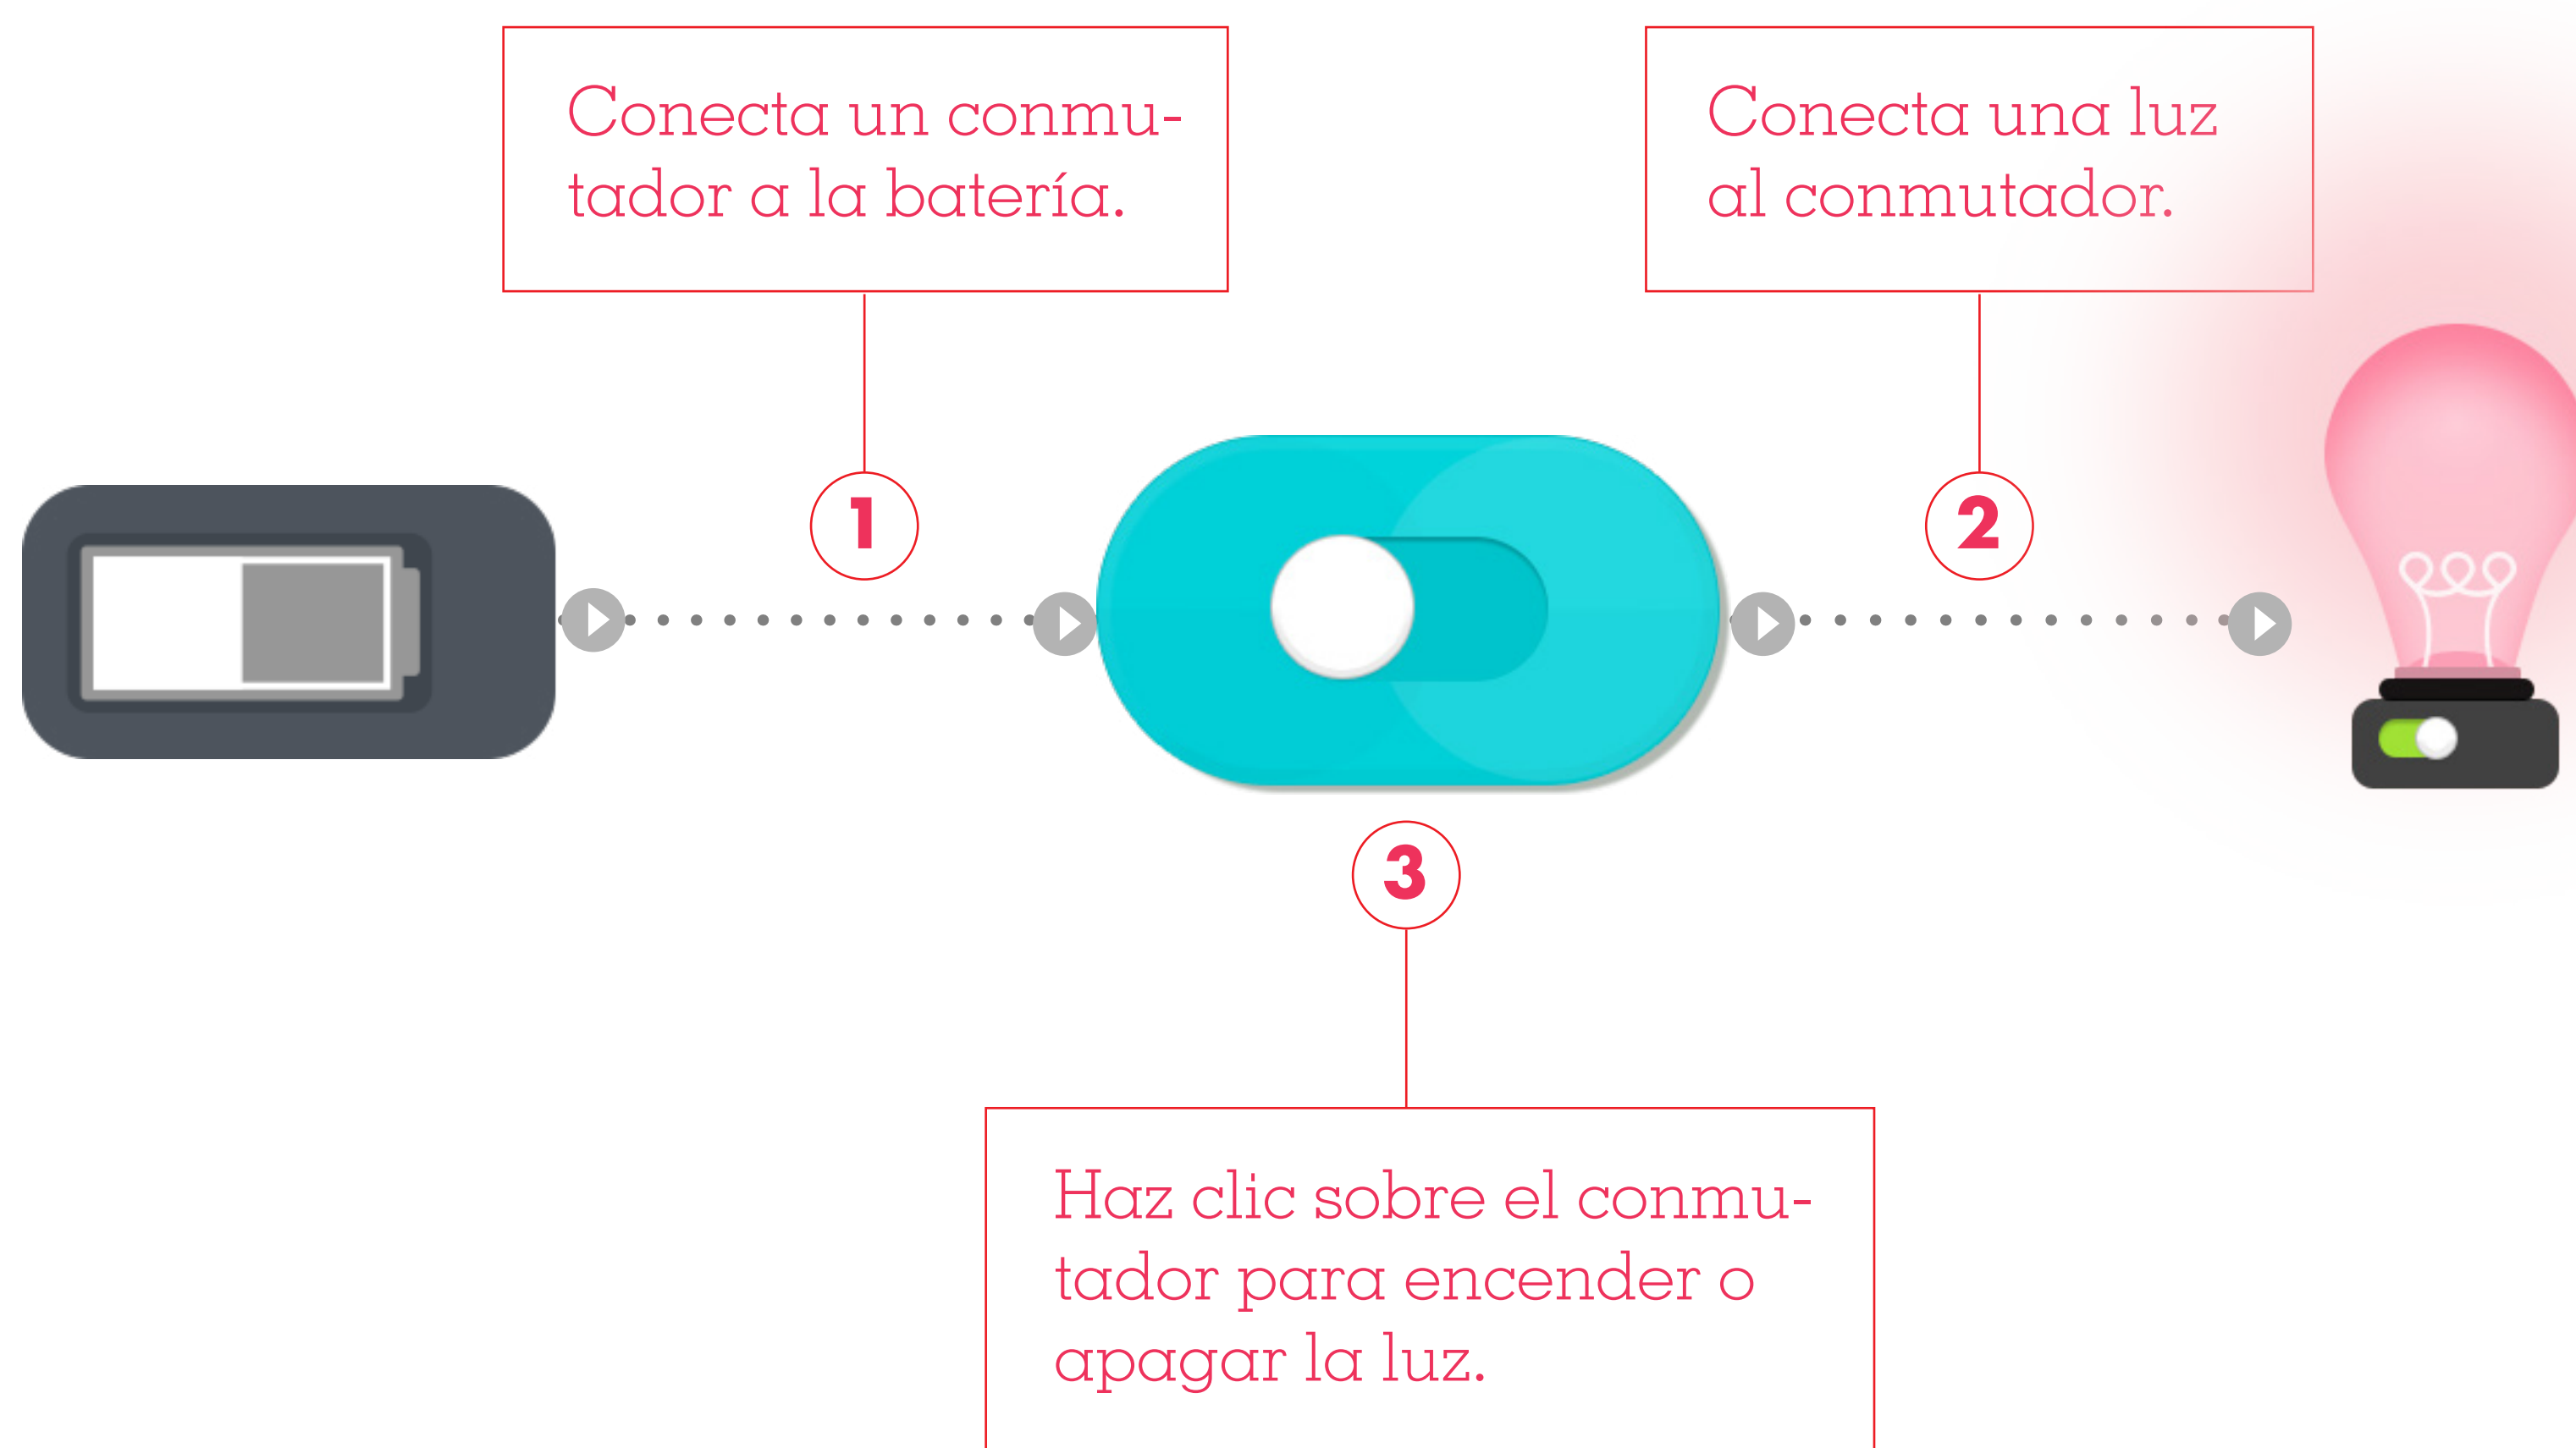 Conecta un conmu-
tador a la batería.
Conecta una luz
al conmutador.
1
2
3
Haz clic sobre el conmu-
tador para encender o
apagar la luz.